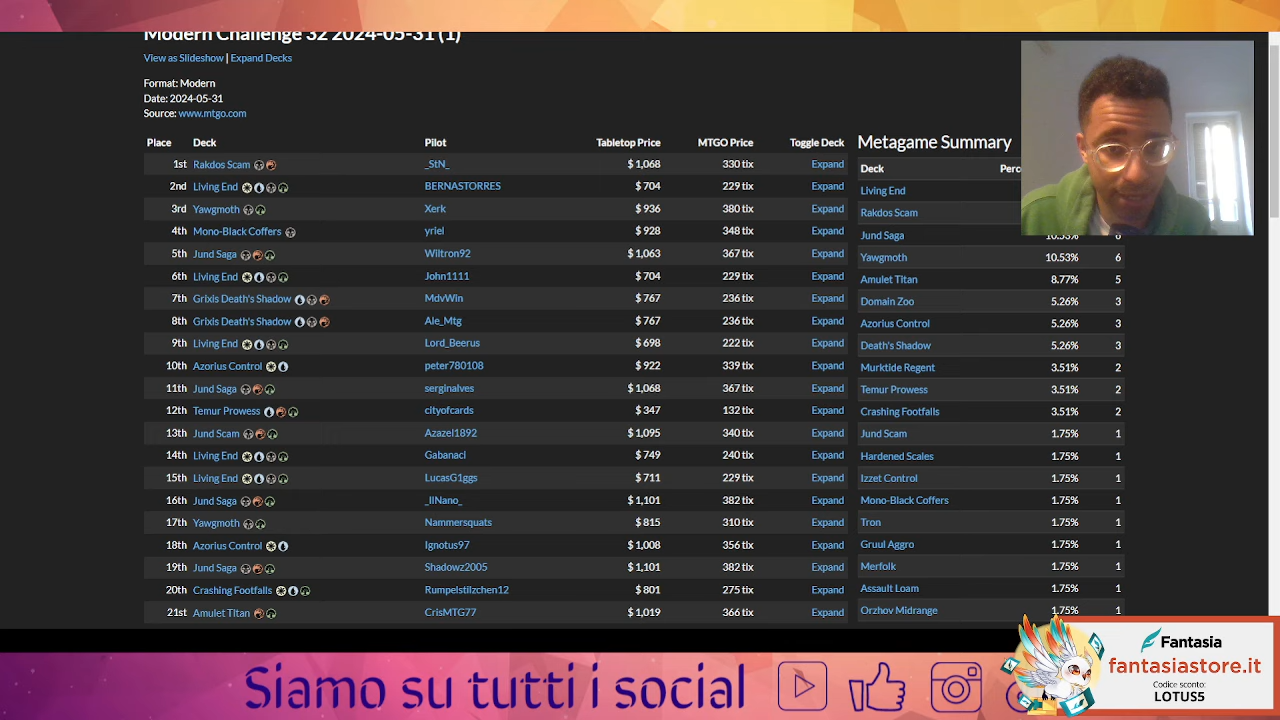 Modern Challenge 32 2024-05-31 (1)
View as Slideshow | Expand Decks
Format: Modern
Date: 2024-05-31
Source: www.mtgo.com
Place Deck Pilot Tabletop Price MTGO Price Toggle Deck
1st Rakdos Scam _StN_ $ 1,068 330 tix Expand
2nd Living End BERNASTORRES $ 704 229 tix Expand
3rd Yawgmoth Xerk $ 936 380 tix Expand
4th Mono-Black Coffers yriel $ 928 348 tix Expand
5th Jund Saga Wiltron92 $ 1,063 367 tix Expand
6th Living End John1111 $ 704 229 tix Expand
7th Grixis Death's Shadow MdvWin $ 767 236 tix Expand
8th Grixis Death's Shadow Ale_Mtg $ 767 236 tix Expand
9th Living End Lord_Beerus $ 698 222 tix Expand
10th Azorius Control peter780108 $ 922 339 tix Expand
11th Jund Saga serginalves $ 1,068 367 tix Expand
12th Temur Prowess cityofcards $ 347 132 tix Expand
13th Jund Scam Azazel1892 $ 1,095 340 tix Expand
14th Living End Gabanacl $ 749 240 tix Expand
15th Living End LucasG1ggs $ 711 229 tix Expand
16th Jund Saga _IlNano_ $ 1,101 382 tix Expand
17th Yawgmoth Nammersquats $ 815 310 tix Expand
18th Azorius Control Ignotus97 $ 1,008 356 tix Expand
19th Jund Saga Shadowz2005 $ 1,101 382 tix Expand
20th Crashing Footfalls Rumpelstilzchen12 $ 801 275 tix Expand
21st Amulet Titan CrisMTG77 $ 1,019 366 tix Expand
Metagame Summary
Deck
Living End
Rakdos Scam
Jund Saga 10.53% 6
Yawgmoth 10.53% 6
Amulet Titan 8.77% 5
Domain Zoo 5.26% 3
Azorius Control 5.26% 3
Death's Shadow 5.26% 3
Murktide Regent 3.51% 2
Temur Prowess 3.51% 2
Crashing Footfalls 3.51% 2
Jund Scam 1.75% 1
Hardened Scales 1.75% 1
Izzet Control 1.75% 1
Mono-Black Coffers 1.75% 1
Tron 1.75% 1
Gruul Aggro 1.75% 1
Merfolk 1.75% 1
Assault Loam 1.75% 1
Orzhov Midrange 1.75% 1
Fantasia
fantasiastore.it
Codice sconto:
LOTUS5
Siamo su tutti i social